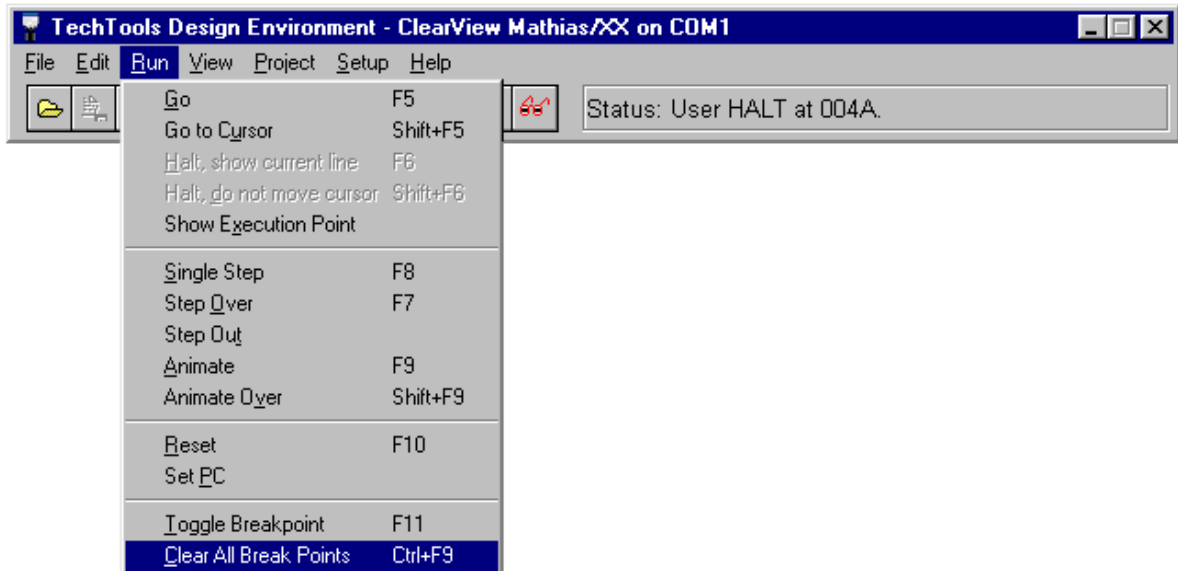 TechTools Design Environment - ClearView Mathias/XX on COM1
File Edit Run View Project Setup Help
Status: User HALT at 004A.
Go F5
Go to Cursor Shift+F5
Halt, show current line F6
Halt, do not move cursor Shift+F6
Show Execution Point
Single Step F8
Step Over F7
Step Out
Animate F9
Animate Over Shift+F9
Reset F10
Set PC
Toggle Breakpoint F11
Clear All Break Points Ctrl+F9